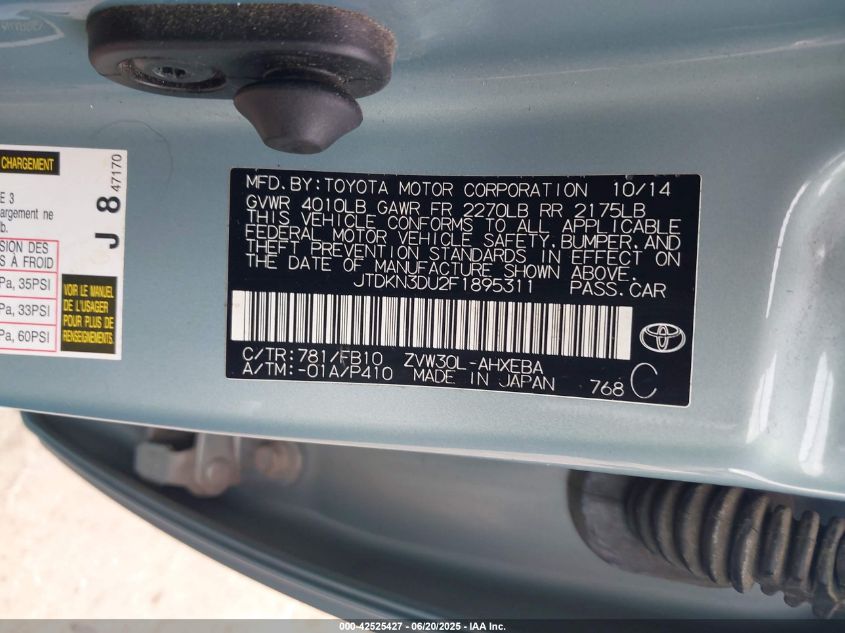 CHARGEMENT
E 3
hargement ne
b.
SION DES
S À FROID
Pa, 35PSI
Pa, 33PSI
Pa, 60PSI
J 8
47170
VOIR LE MANUEL
DE L'USAGER
POUR PLUS DE
RENSEIGNEMENTS
MFD. BY: TOYOTA MOTOR CORPORATION 10/14
GVWR 4010LB GAWR FR 2270LB RR 2175LB
THIS VEHICLE CONFORMS TO ALL APPLICABLE
FEDERAL MOTOR VEHICLE SAFETY, BUMPER, AND
THEFT PREVENTION STANDARDS IN EFFECT ON
THE DATE OF MANUFACTURE SHOWN ABOVE.
JTDKN3DU2F1895311 PASS. CAR
C/TR: 781/FB10 ZVW30L-AHXEBA
A/TM: -01A/P410 MADE IN JAPAN 768 C
000-42525427 - 06/20/2025 - IAA Inc.